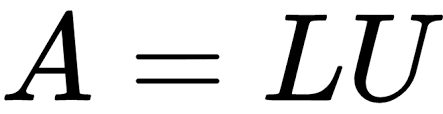 A = LU